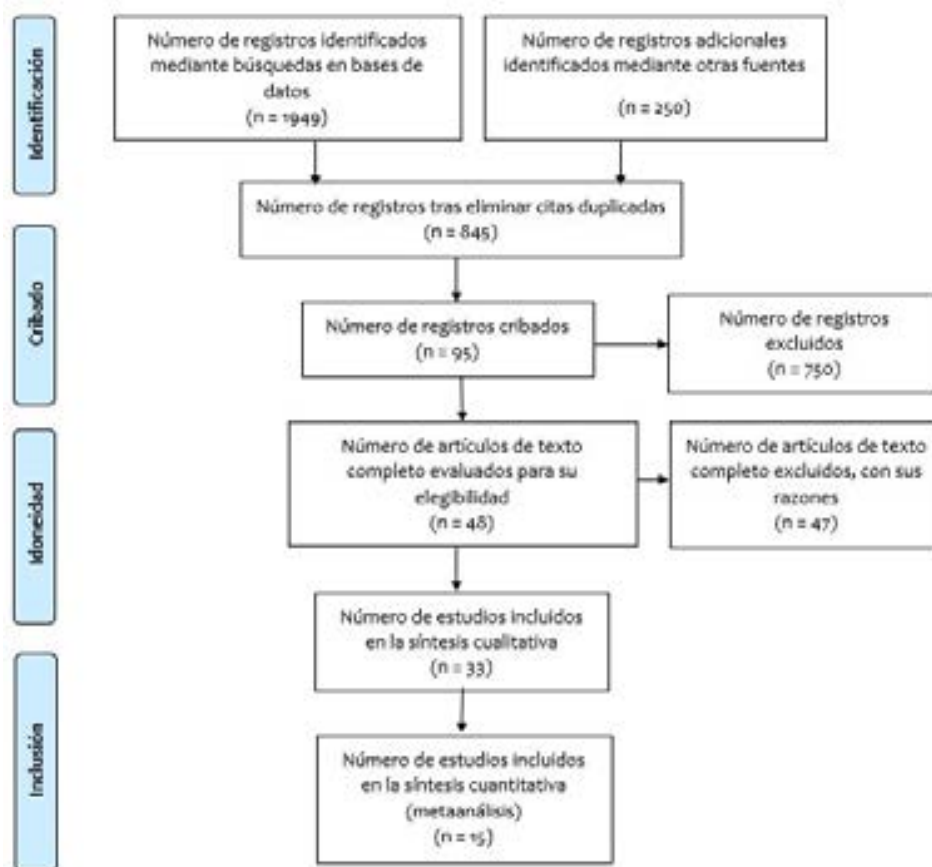 Identificación
Número de registros identificados
mediante búsquedas en bases de
datos
(n = 1949)
Número de registros adicionales
identificados mediante otras fuentes
(n = 250)
Número de registros tras eliminar citas duplicadas
(n = 845)
Cribado
Número de registros cribados
(n = 95)
Número de registros
excluidos
(n = 750)
Idoneidad
Número de artículos de texto
completo evaluados para su
elegibilidad
(n = 48)
Número de artículos de texto
completo excluidos, con sus
razones
(n = 47)
Número de estudios incluidos
en la síntesis cualitativa
(n = 33)
Inclusión
Número de estudios incluidos
en la síntesis cuantitativa
(metaanálisis)
(n = 15)